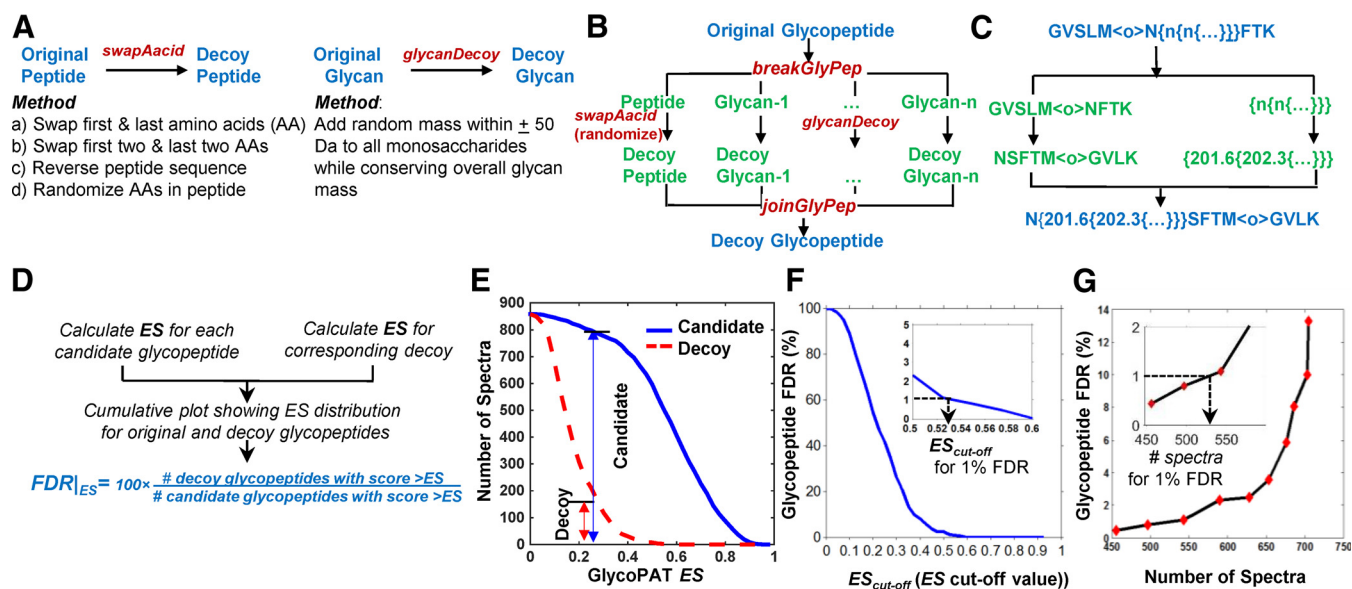 A
Original Peptide
swapAacid
Decoy Peptide
Original Glycan
glycanDecoy
Decoy Glycan
Method
a) Swap first & last amino acids (AA)
b) Swap first two & last two AAs
c) Reverse peptide sequence
d) Randomize AAs in peptide
Method:
Add random mass within ± 50
Da to all monosaccharides
while conserving overall glycan
mass
B
Original Glycopeptide
breakGlyPep
Peptide Glycan-1 ... Glycan-n
swapAacid
(randomize)
glycanDecoy
Decoy Peptide
Decoy Glycan-1
...
Decoy Glycan-n
joinGlyPep
Decoy Glycopeptide
C
GVSLM<o>N{n{n{…}}}FTK
GVSLM<o>NFTK
{n{n{…}}}
NSFTM<o>GVLK
{201.6{202.3{…}}}
N{201.6{202.3{…}}}SFTM<o>GVLK
D
Calculate ES for each
candidate glycopeptide
Calculate ES for
corresponding decoy
Cumulative plot showing ES distribution
for original and decoy glycopeptides
FDR|ES= 100× # decoy glycopeptides with score >ES
# candidate glycopeptides with score >ES
E
Number of Spectra
900
800
700
600
500
400
300
200
100
0
0 0.2 0.4 0.6 0.8 1
GlycoPAT ES
Candidate
Decoy
Candidate
Decoy
F
Glycopeptide FDR (%)
100
80
60
40
20
0
0 0.1 0.2 0.3 0.4 0.5 0.6 0.7 0.8 0.9 1
EScut-off (ES cut-off value))
5
4
3
2
1
0
0.5 0.52 0.54 0.56 0.58 0.6
EScut-off
for 1% FDR
G
Glycopeptide FDR (%)
14
12
10
8
6
4
2
0
450 500 550 600 650 700 750
Number of Spectra
2
1
0
450 500 550
# spectra
for 1% FDR